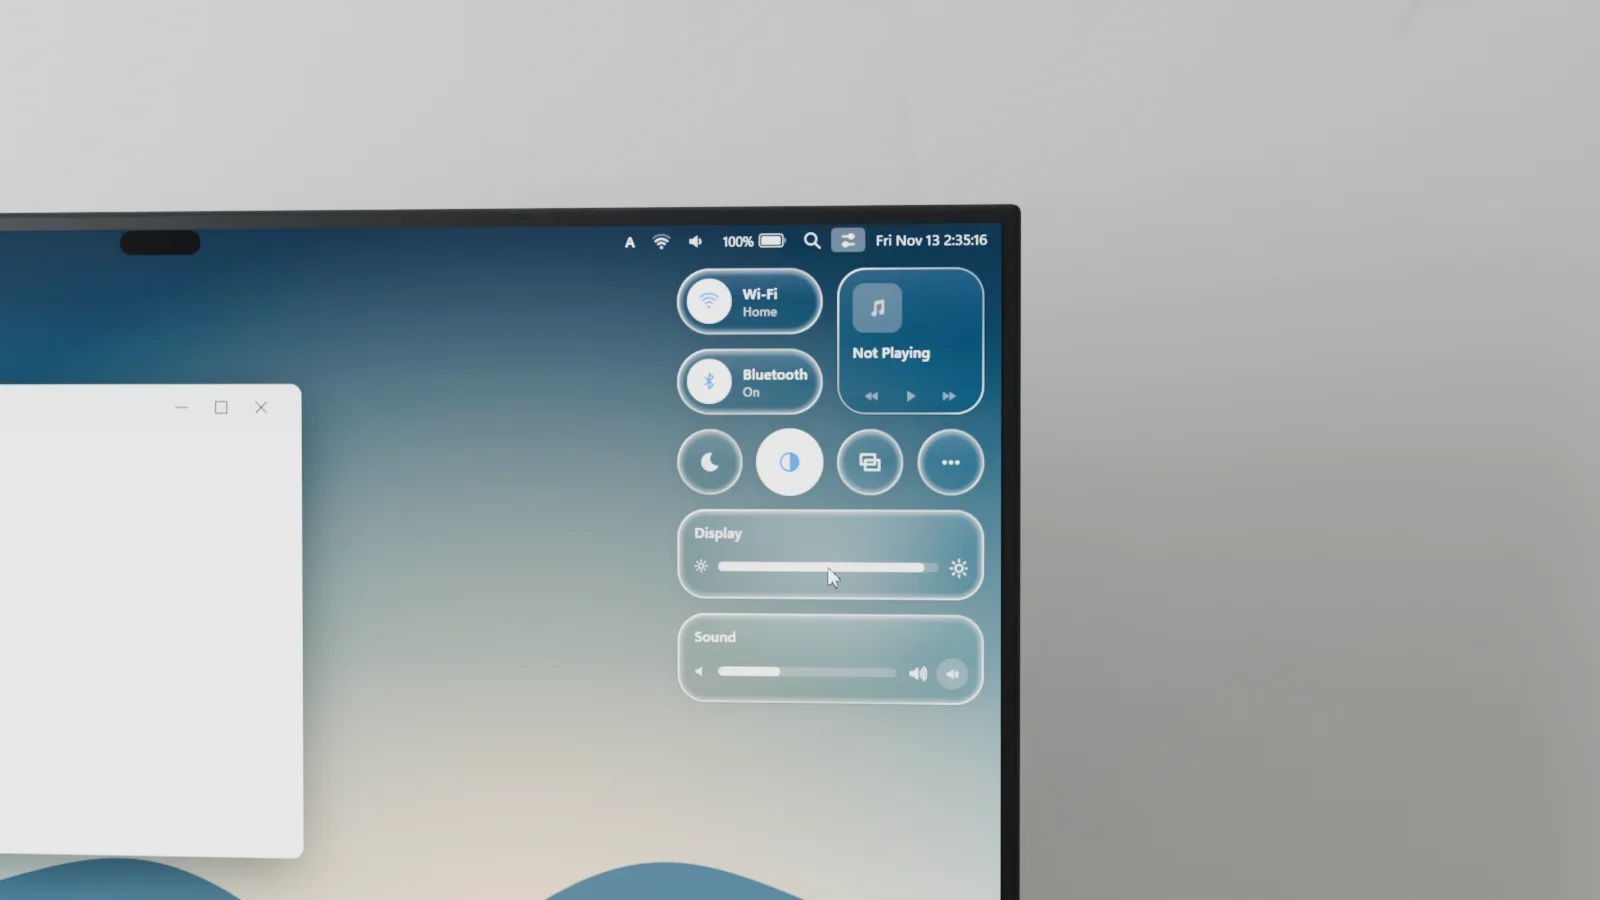 A
100%
Fri Nov 13 2:35:16
Wi-Fi
Home
Bluetooth
On
Not Playing
Display
Sound